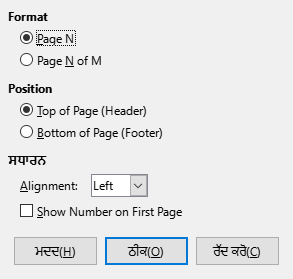 Format
Page N
Page N of M
Position
Top of Page (Header)
Bottom of Page (Footer)
ਸਧਾਰਨ
Alignment: Left
Show Number on First Page
ਮਦਦ(H) ਠੀਕ(O) ਰੱਦ ਕਰੋ(C)